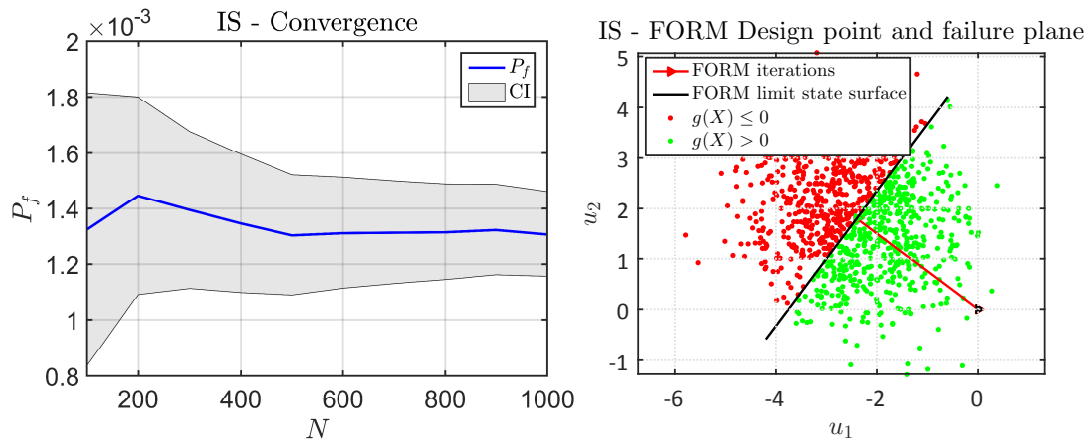 IS - Convergence
×10⁻³
2
1.8
1.6
1.4
1.2
1
0.8
P_f
200
400
600
800
1000
N
P_f
CI
IS - FORM Design point and failure plane
5
4
3
2
1
0
-1
u_2
-6
-4
-2
0
u_1
FORM iterations
FORM limit state surface
g(X) ≤ 0
g(X) > 0